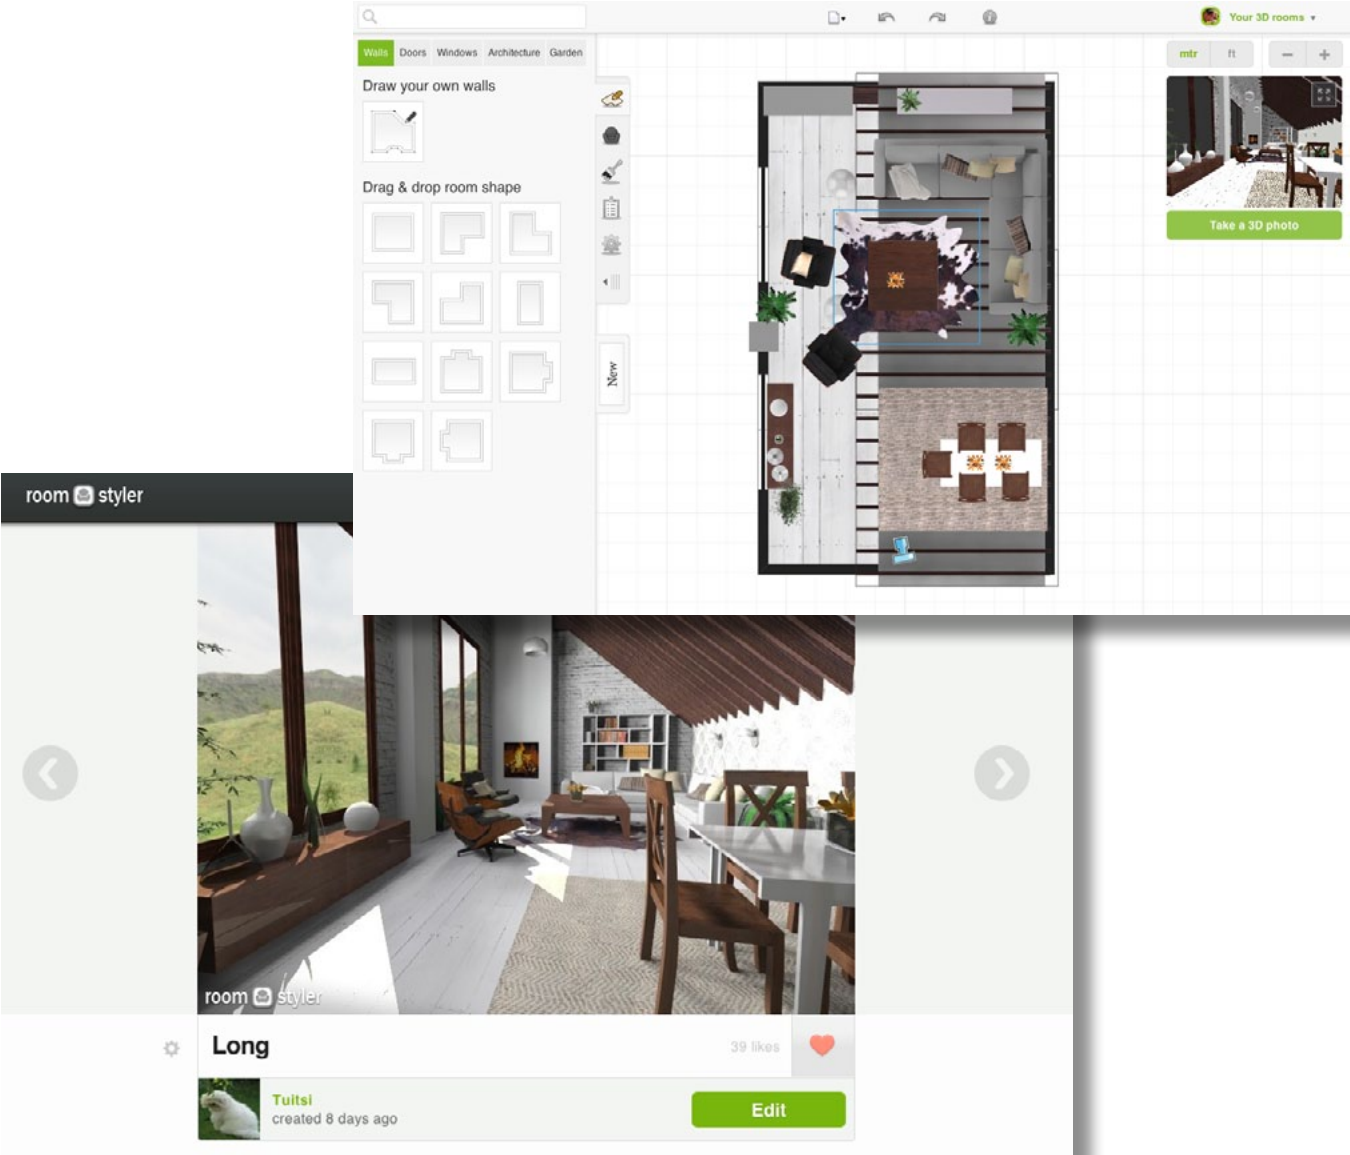 Your 3D rooms
Walls Doors Windows Architecture Garden
mtr ft
Draw your own walls
Drag & drop room shape
Take a 3D photo
New
room styler
room styler
Long
39 likes
Tuitsi
created 8 days ago
Edit